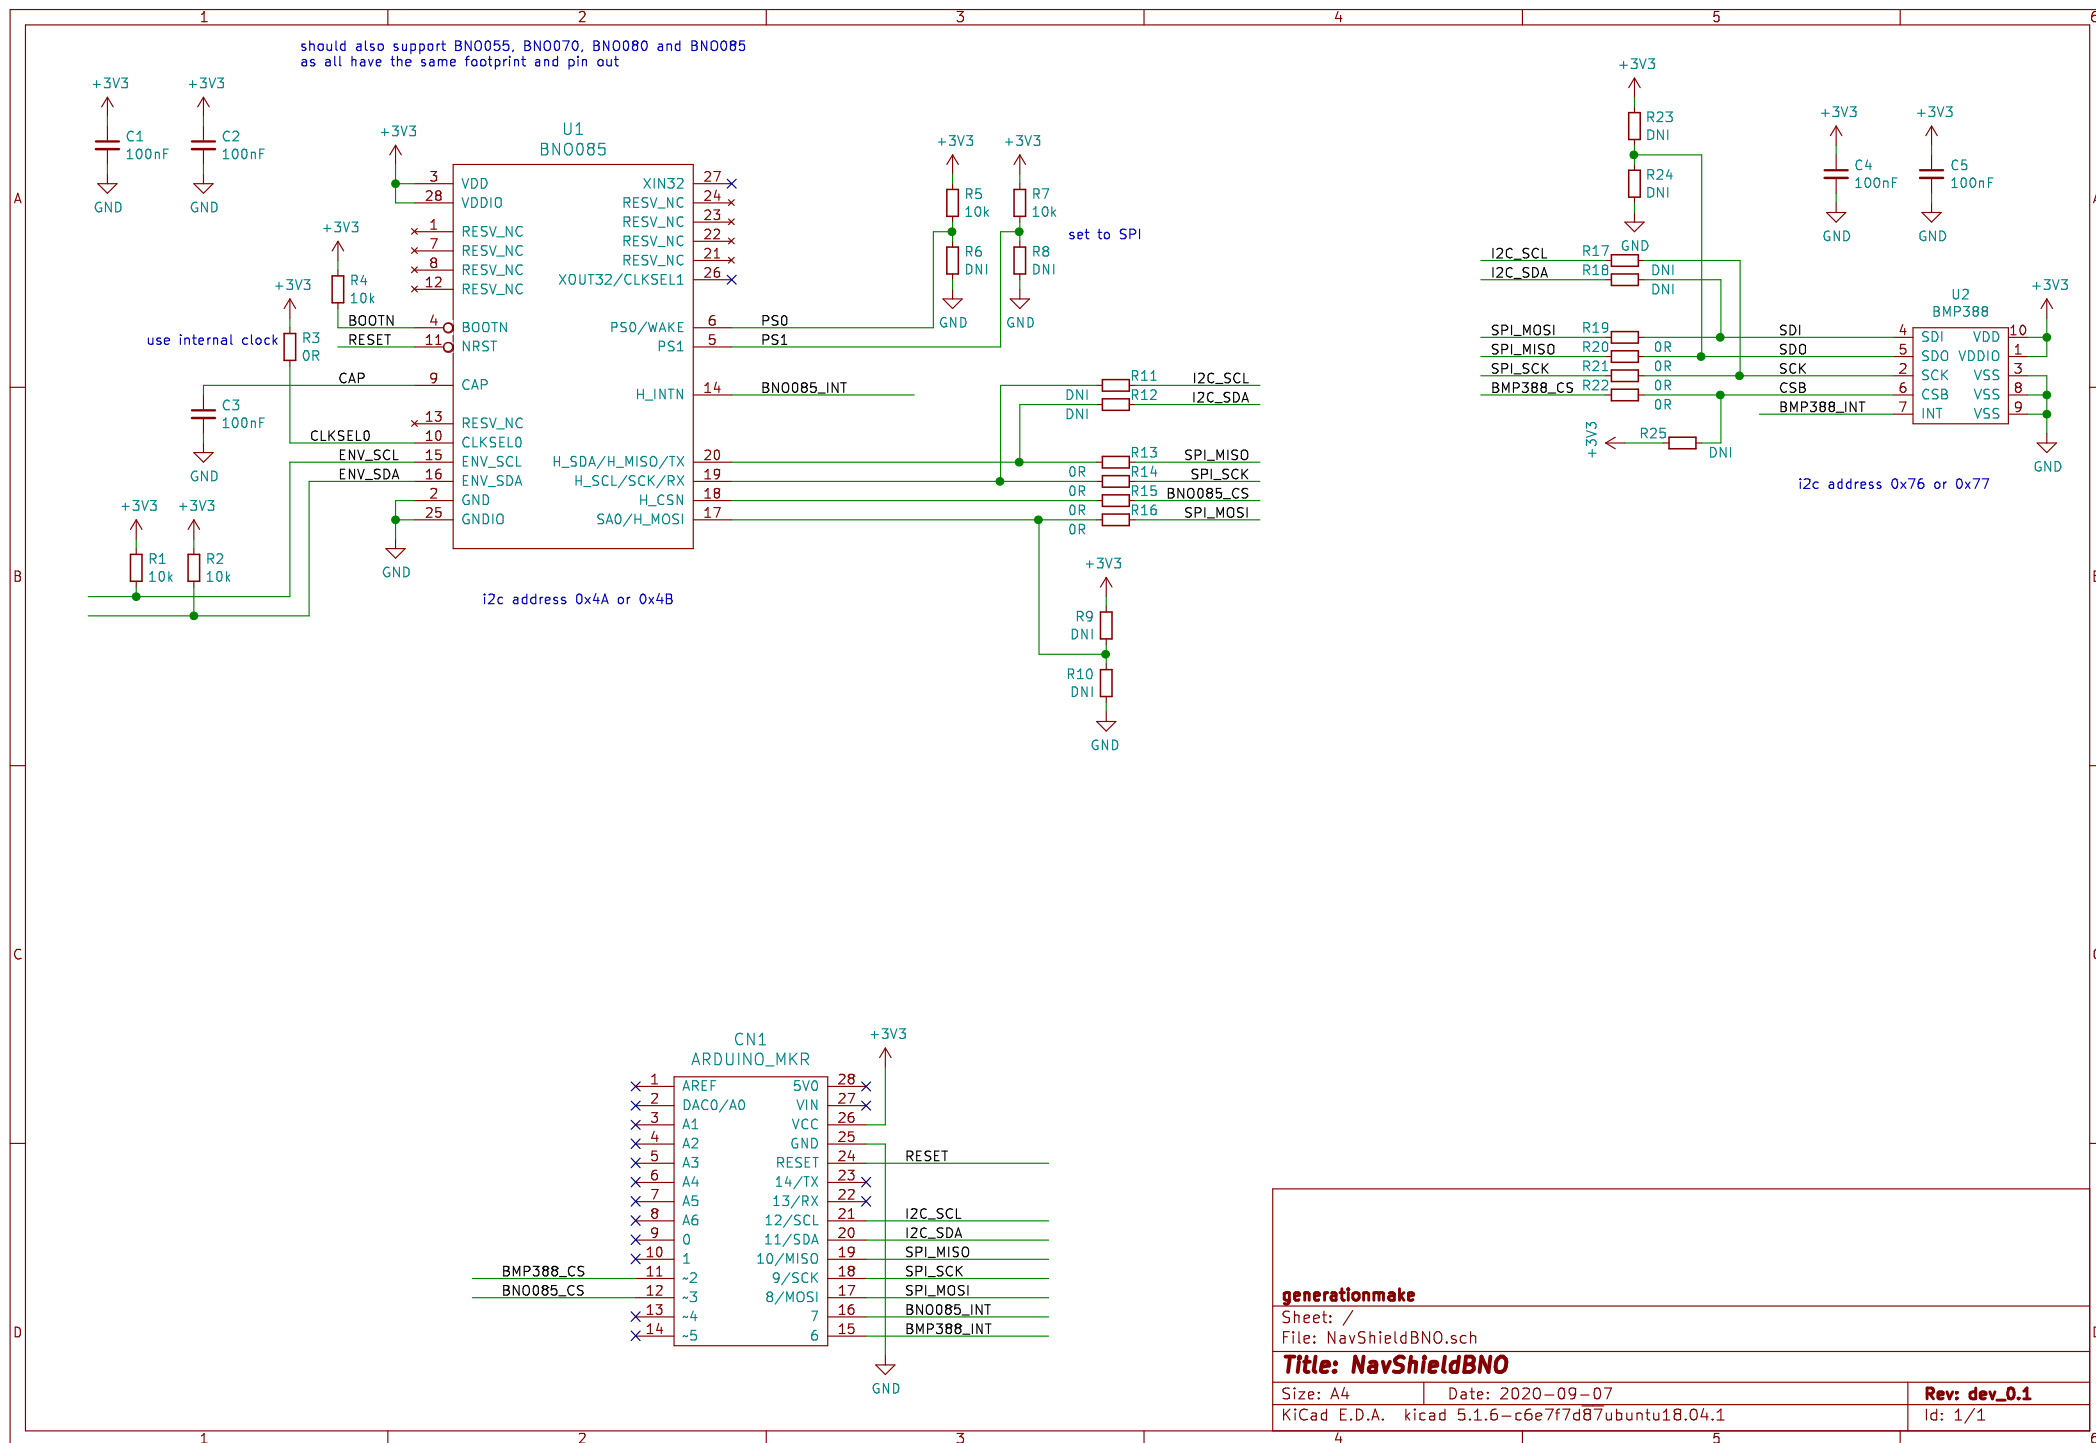 1 2 3 4 5 6
should also support BNO055, BNO070, BNO080 and BNO085
as all have the same footprint and pin out
A
B
C
D
+3V3
C1
100nF
GND
+3V3
C2
100nF
GND
+3V3
U1
BNO085
3 VDD
28 VDDIO
1 RESV_NC
7 RESV_NC
8 RESV_NC
12 RESV_NC
BOOTN 4 BOOTN
RESET 11 NRST
CAP 9 CAP
13 RESV_NC
CLKSEL0 10 CLKSEL0
ENV_SCL 15 ENV_SCL
ENV_SDA 16 ENV_SDA
2 GND
25 GNDIO
GND
XIN32 27
RESV_NC 24
RESV_NC 23
RESV_NC 22
RESV_NC 21
XOUT32/CLKSEL1 26
PS0/WAKE 6 PS0
PS1 5 PS1
H_INTN 14 BNO085_INT
H_SDA/H_MISO/TX 20
H_SCL/SCK/RX 19
H_CSN 18
SA0/H_MOSI 17
+3V3
R4
10k
+3V3
use internal clock
R3
0R
C3
100nF
GND
+3V3
R1
10k
+3V3
R2
10k
i2c address 0x4A or 0x4B
+3V3
R5
10k
R6
DNI
GND
+3V3
R7
10k
R8
DNI
GND
set to SPI
R11 I2C_SCL
DNI
R12 I2C_SDA
DNI
R13 SPI_MISO
0R
R14 SPI_SCK
0R
R15 BNO085_CS
0R
R16 SPI_MOSI
0R
+3V3
R9
DNI
R10
DNI
GND
+3V3
R23
DNI
R24
DNI
GND
+3V3
C4
100nF
GND
+3V3
C5
100nF
GND
I2C_SCL R17
DNI
I2C_SDA R18
DNI
SPI_MOSI R19
0R
SPI_MISO R20
0R
SPI_SCK R21
0R
BMP388_CS R22
0R
BMP388_INT
+3V3
R25
DNI
U2
BMP388
+3V3
SDI 4 SDI VDD 10
SDO 5 SDO VDDIO 1
SCK 2 SCK VSS 3
CSB 6 CSB VSS 8
7 INT VSS 9
GND
i2c address 0x76 or 0x77
CN1
ARDUINO_MKR
+3V3
1 AREF 5V0 28
2 DAC0/A0 VIN 27
3 A1 VCC 26
4 A2 GND 25
5 A3 RESET 24 RESET
6 A4 14/TX 23
7 A5 13/RX 22
8 A6 12/SCL 21 I2C_SCL
9 0 11/SDA 20 I2C_SDA
10 1 10/MISO 19 SPI_MISO
BMP388_CS 11 ~2 9/SCK 18 SPI_SCK
BNO085_CS 12 ~3 8/MOSI 17 SPI_MOSI
13 ~4 7 16 BNO085_INT
14 ~5 6 15 BMP388_INT
GND
generationmake
Sheet: /
File: NavShieldBNO.sch
Title: NavShieldBNO
Size: A4 Date: 2020-09-07 Rev: dev_0.1
KiCad E.D.A. kicad 5.1.6-c6e7f7d87ubuntu18.04.1 Id: 1/1
1 2 3 4 5 6